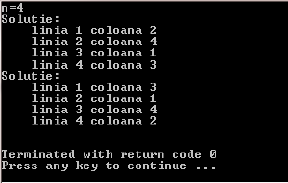 n=4
Solutie:
linia 1 coloana 2
linia 2 coloana 4
linia 3 coloana 1
linia 4 coloana 3
Solutie:
linia 1 coloana 3
linia 2 coloana 1
linia 3 coloana 4
linia 4 coloana 2
Terminated with return code 0
Press any key to continue ...